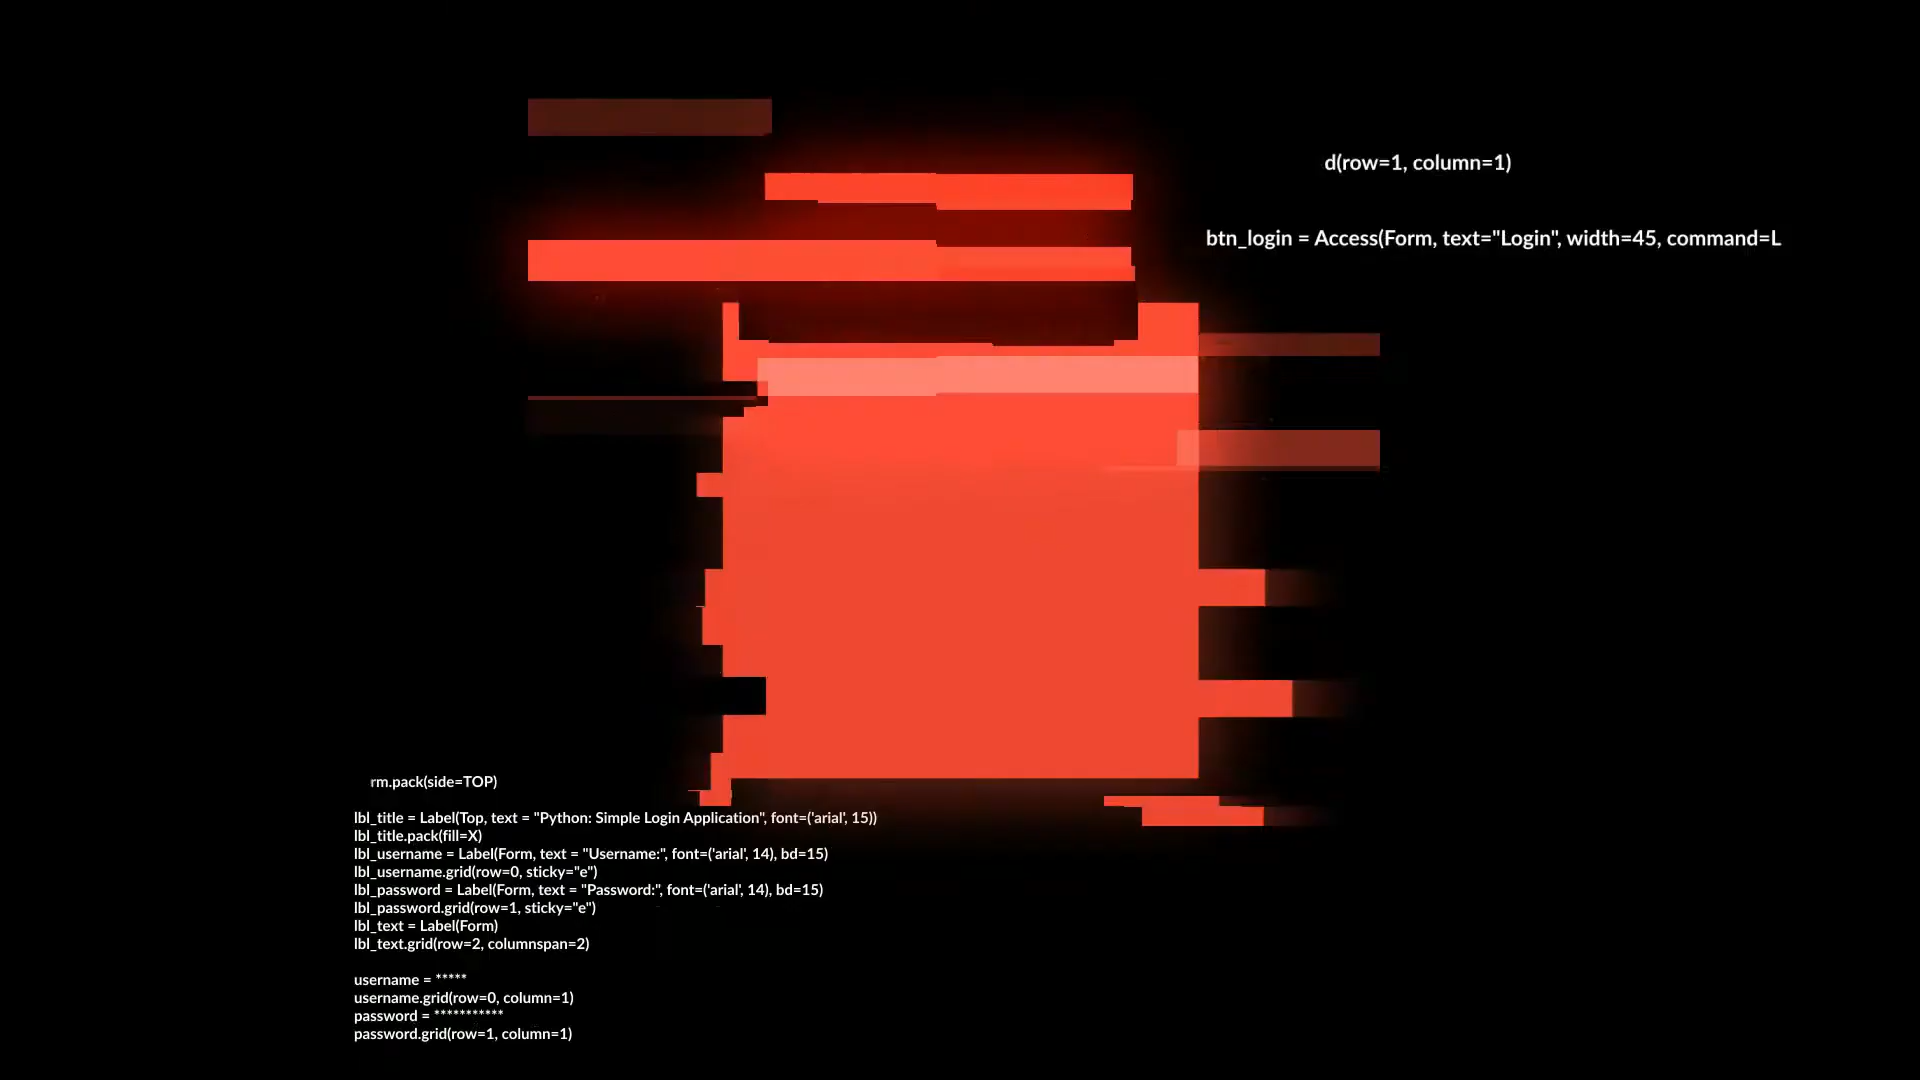 d(row=1, column=1)
btn_login = Access(Form, text="Login", width=45, command=L
rm.pack(side=TOP)
lbl_title = Label(Top, text = "Python: Simple Login Application", font=('arial', 15))
lbl_title.pack(fill=X)
lbl_username = Label(Form, text = "Username:", font=('arial', 14), bd=15)
lbl_username.grid(row=0, sticky="e")
lbl_password = Label(Form, text = "Password:", font=('arial', 14), bd=15)
lbl_password.grid(row=1, sticky="e")
lbl_text = Label(Form)
lbl_text.grid(row=2, columnspan=2)
username = *****
username.grid(row=0, column=1)
password = ***********
password.grid(row=1, column=1)